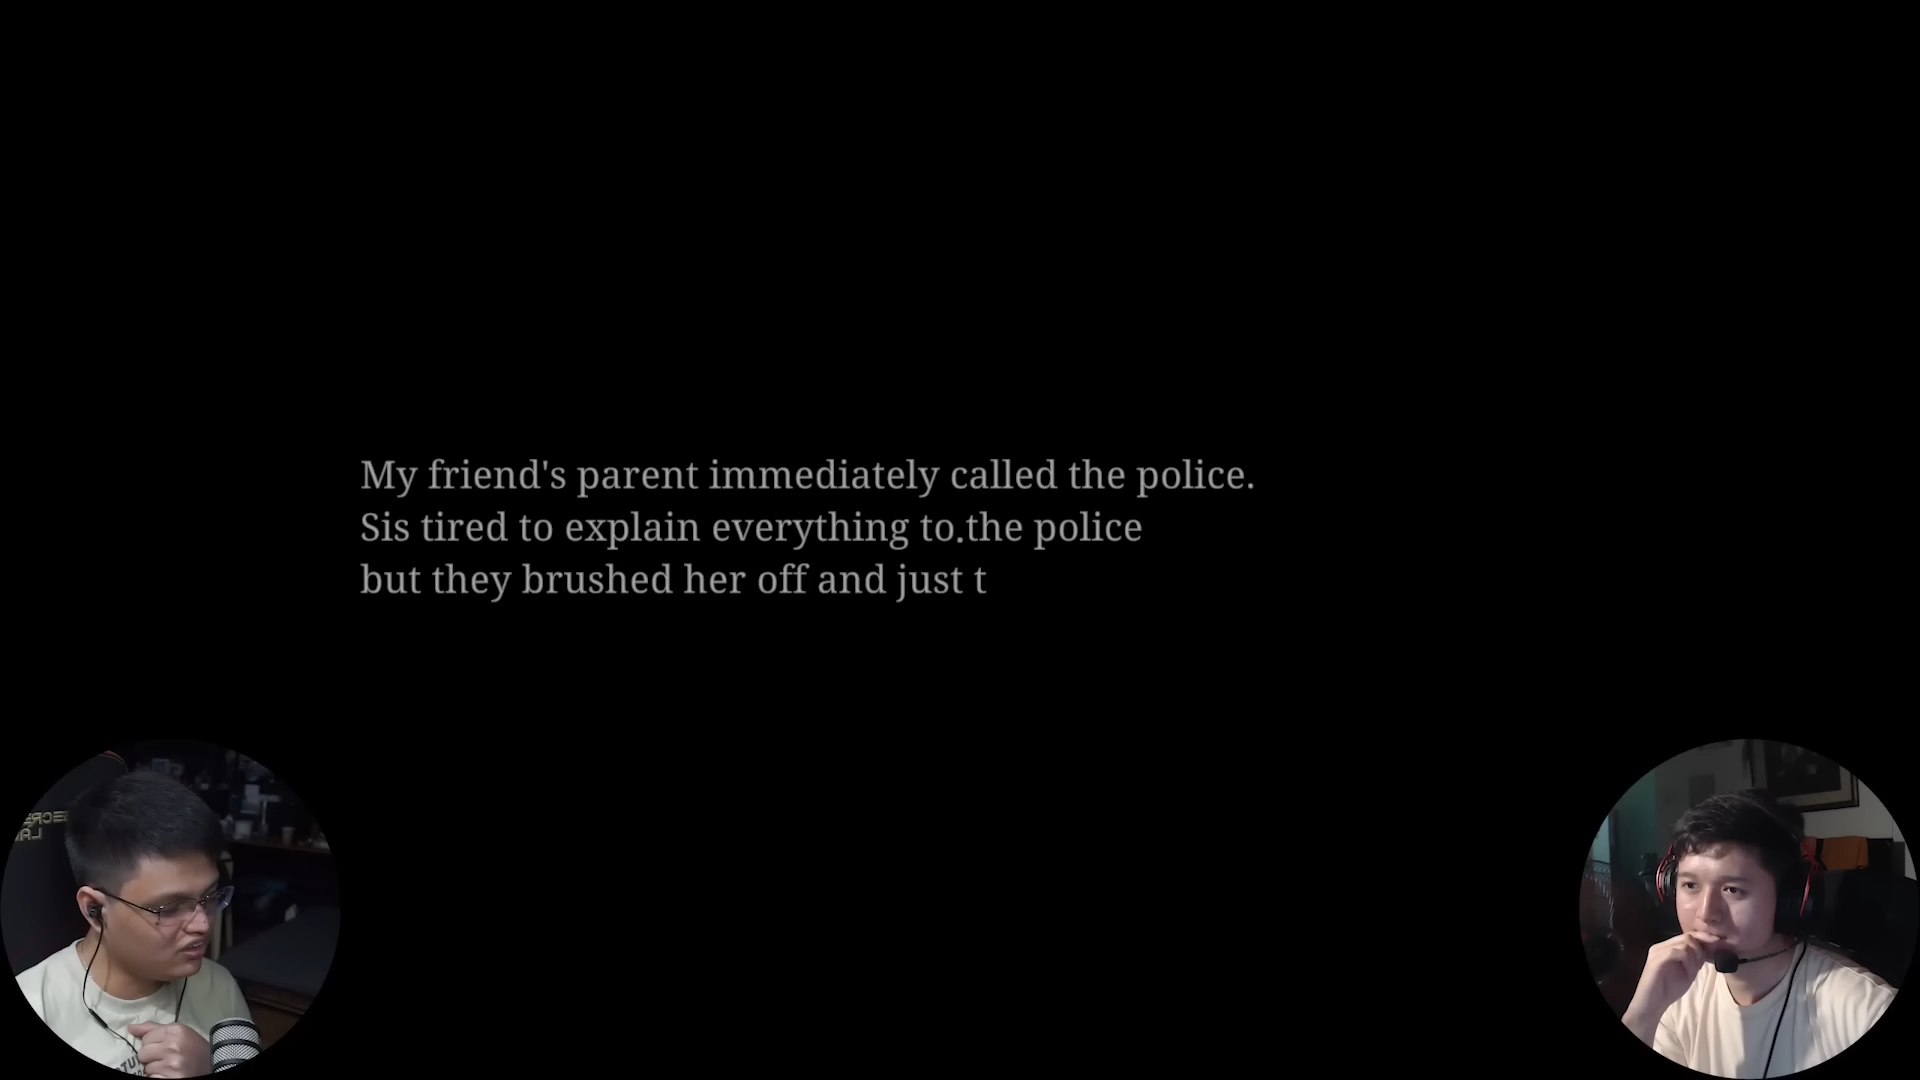 My friend's parent immediately called the police.
Sis tired to explain everything to.the police
but they brushed her off and just t